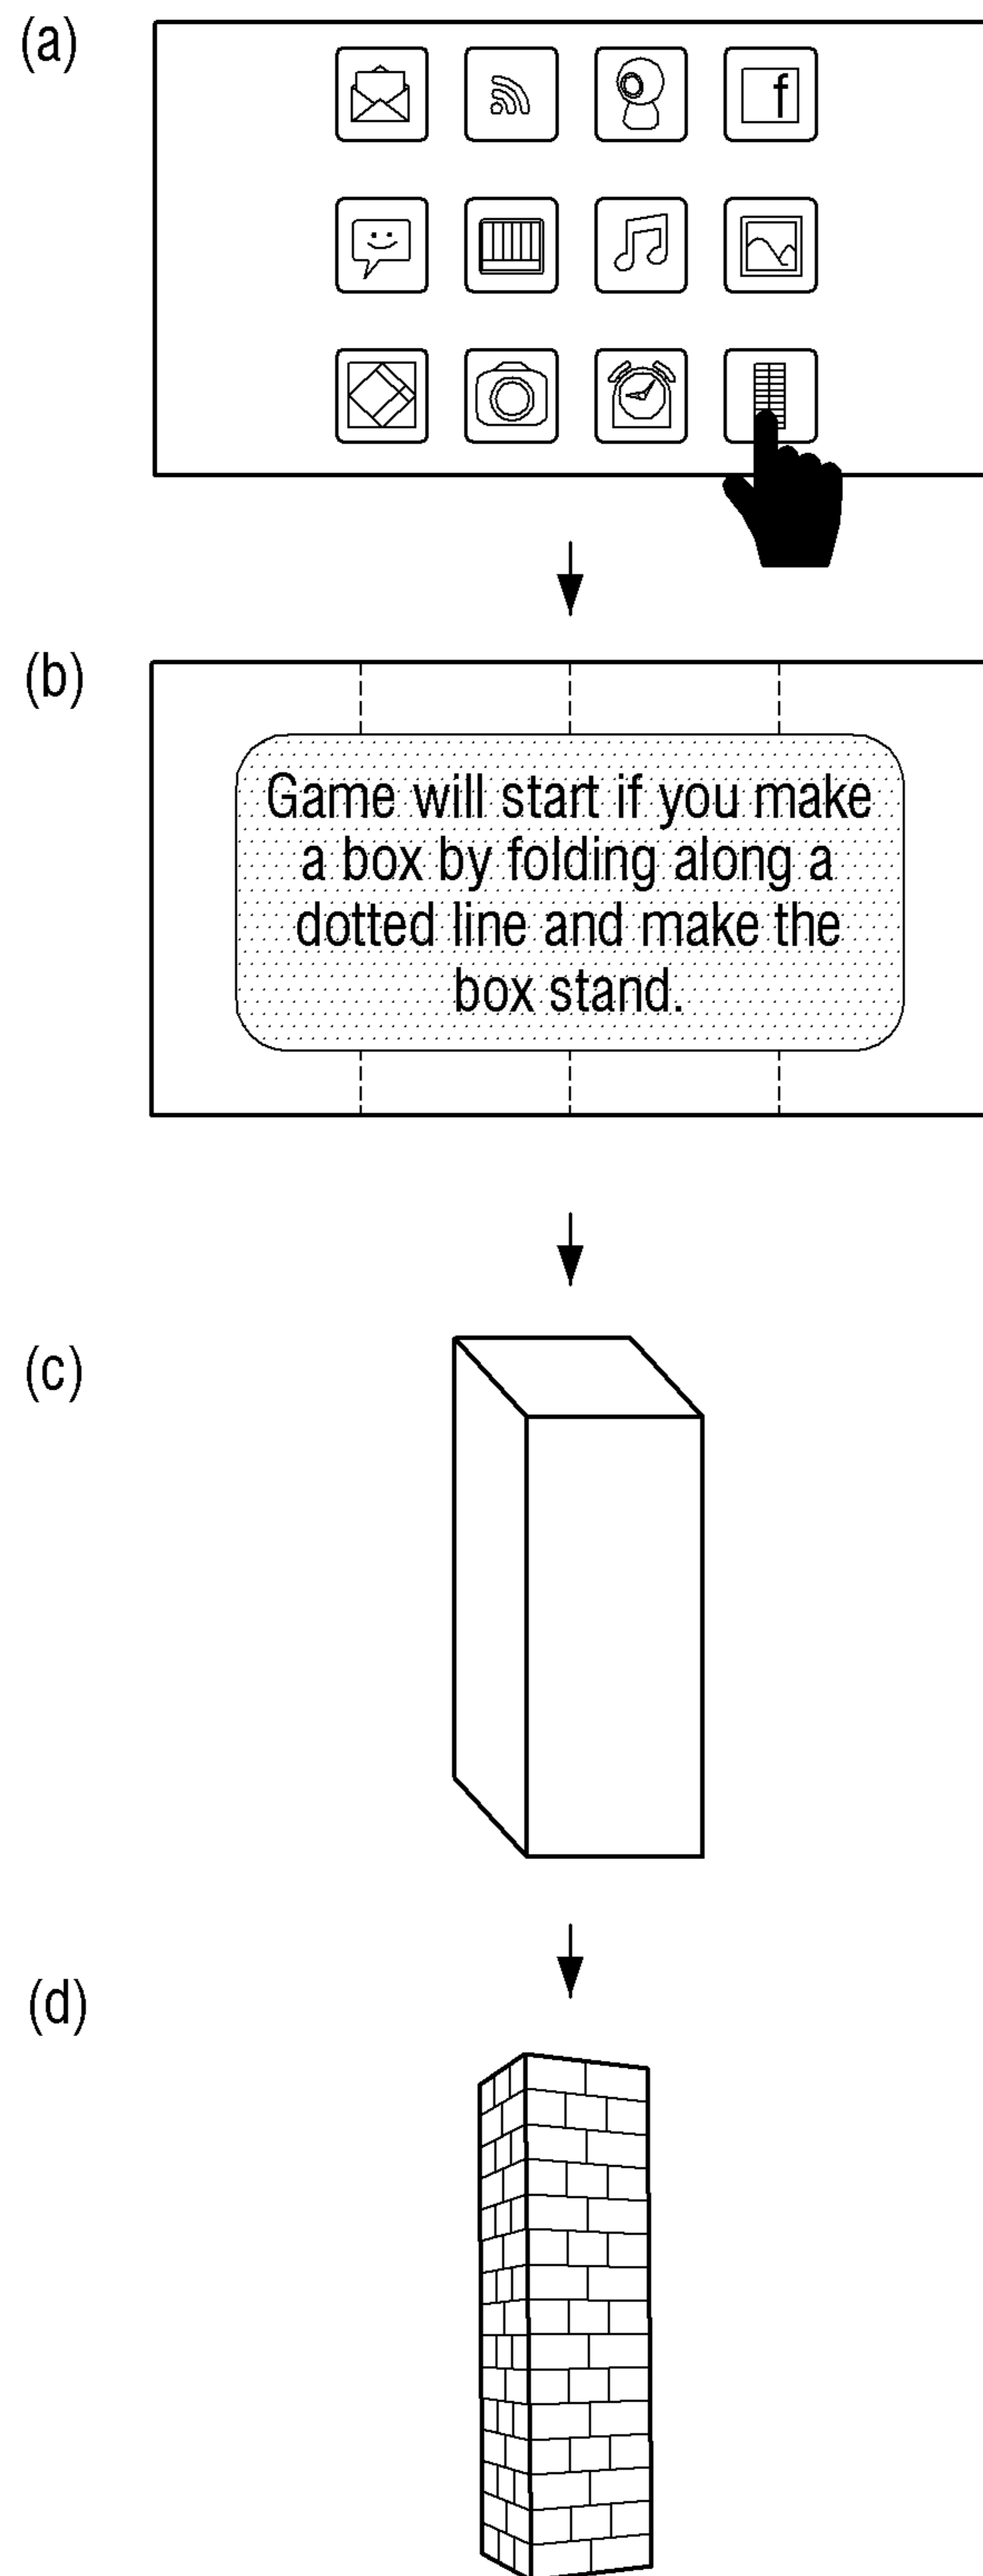 (a)
f
(b)
Game will start if you make
a box by folding along a
dotted line and make the
box stand.
(c)
(d)